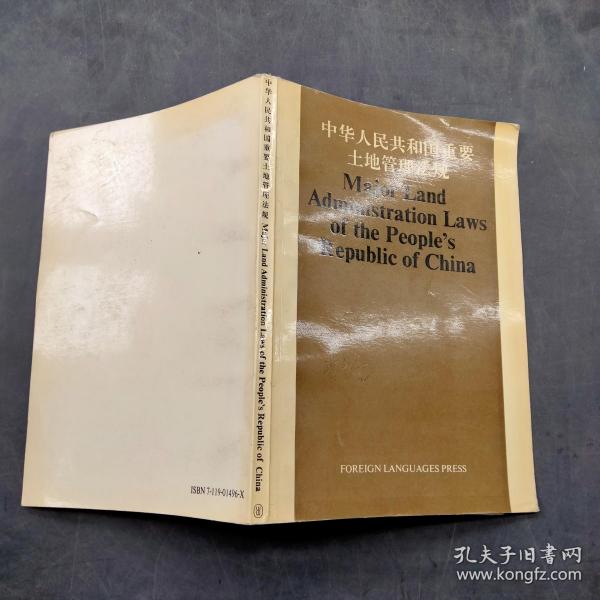 中华人民共和国重要
土地管理法规
Major Land
Administration Laws
of the People's
Republic of China
FOREIGN LANGUAGES PRESS
中华人民共和国重要土地管理法规 Major Land Administration Laws of the People's Republic of China
ISBN 7-119-01496-X
孔夫子旧书网
www.kongfz.com